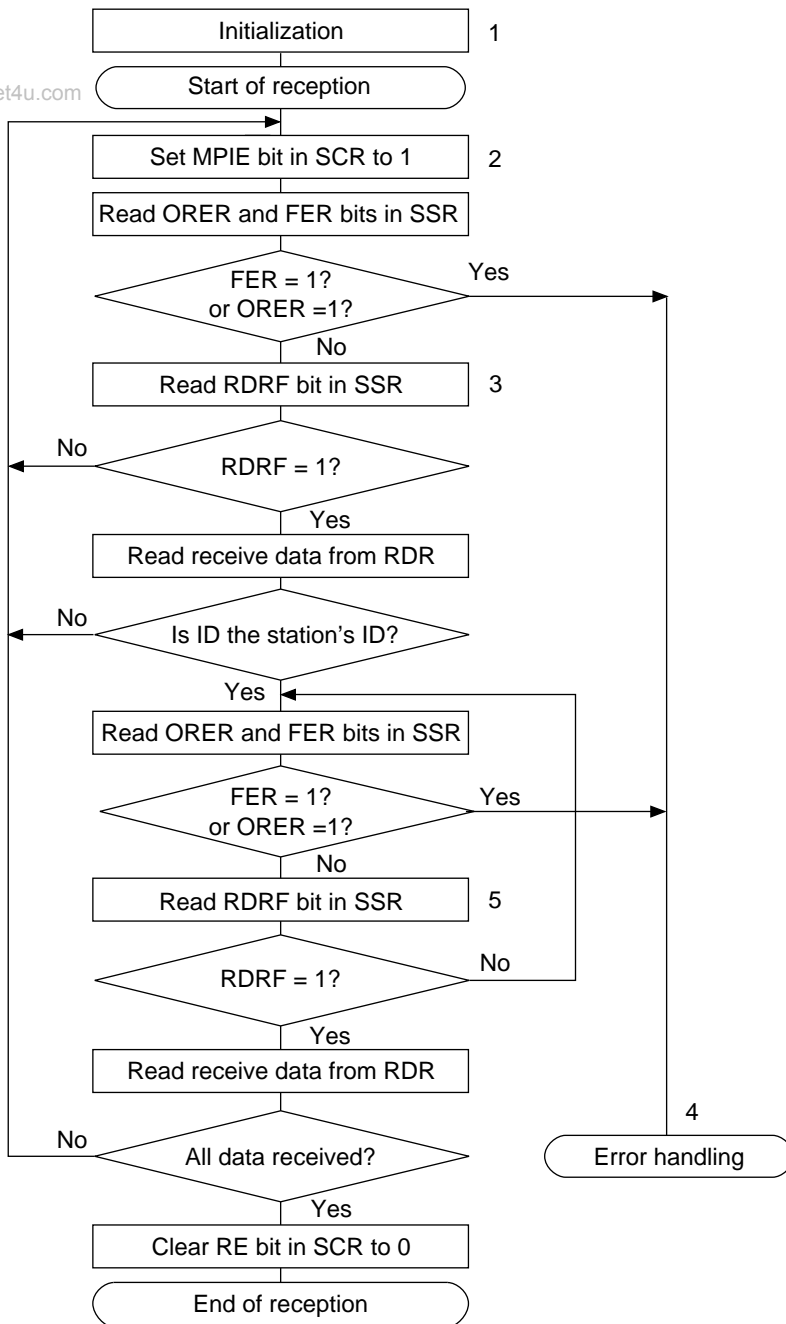 Initialization
1
et4u.com
Start of reception
Set MPIE bit in SCR to 1
2
Read ORER and FER bits in SSR
FER = 1?
or ORER =1?
Yes
No
Read RDRF bit in SSR
3
No
RDRF = 1?
Yes
Read receive data from RDR
No
Is ID the station's ID?
Yes
Read ORER and FER bits in SSR
FER = 1?
or ORER =1?
Yes
No
Read RDRF bit in SSR
5
RDRF = 1?
No
Yes
Read receive data from RDR
4
No
All data received?
Error handling
Yes
Clear RE bit in SCR to 0
End of reception